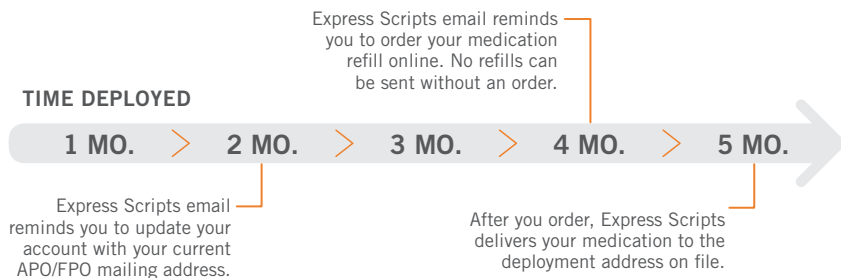 Express Scripts email reminds
you to order your medication
refill online. No refills can
be sent without an order.
TIME DEPLOYED
1 MO. > 2 MO. > 3 MO. > 4 MO. > 5 MO.
Express Scripts email
reminds you to update your
account with your current
APO/FPO mailing address.
After you order, Express Scripts
delivers your medication to the
deployment address on file.